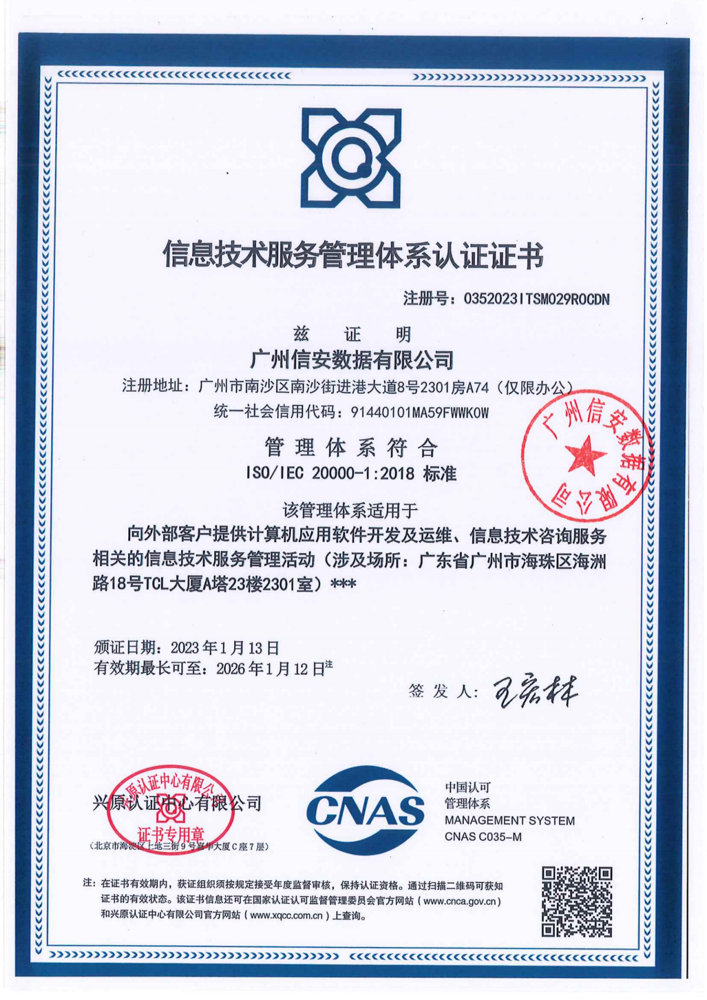 信息技术服务管理体系认证证书
注册号：0352023ITSM029R0CDN
兹 证 明
广州信安数据有限公司
注册地址：广州市南沙区南沙街进港大道8号2301房A74（仅限办公）
统一社会信用代码：91440101MA59FWWK0W
广州信安数据有限公司
管 理 体 系 符 合
ISO/IEC 20000-1:2018 标准
该管理体系适用于
向外部客户提供计算机应用软件开发及运维、信息技术咨询服务
相关的信息技术服务管理活动（涉及场所：广东省广州市海珠区海洲
路18号TCL大厦A塔23楼2301室）***
颁证日期：2023年1月13日
有效期最长可至：2026年1月12日注
签 发 人：王宏林
兴原认证中心有限公司
兴原认证中心有限公司
证书专用章
（北京市海淀区上地三街9号嘉华大厦C座7层）
CNAS
中国认可
管理体系
MANAGEMENT SYSTEM
CNAS C035-M
注：在证书有效期内，获证组织须按规定接受年度监督审核，保持认证资格。通过扫描二维码可获知
证书的有效状态。该证书信息还可在国家认证认可监督管理委员会官方网站（www.cnca.gov.cn）
和兴原认证中心有限公司官方网站（www.xqcc.com.cn）上查询。